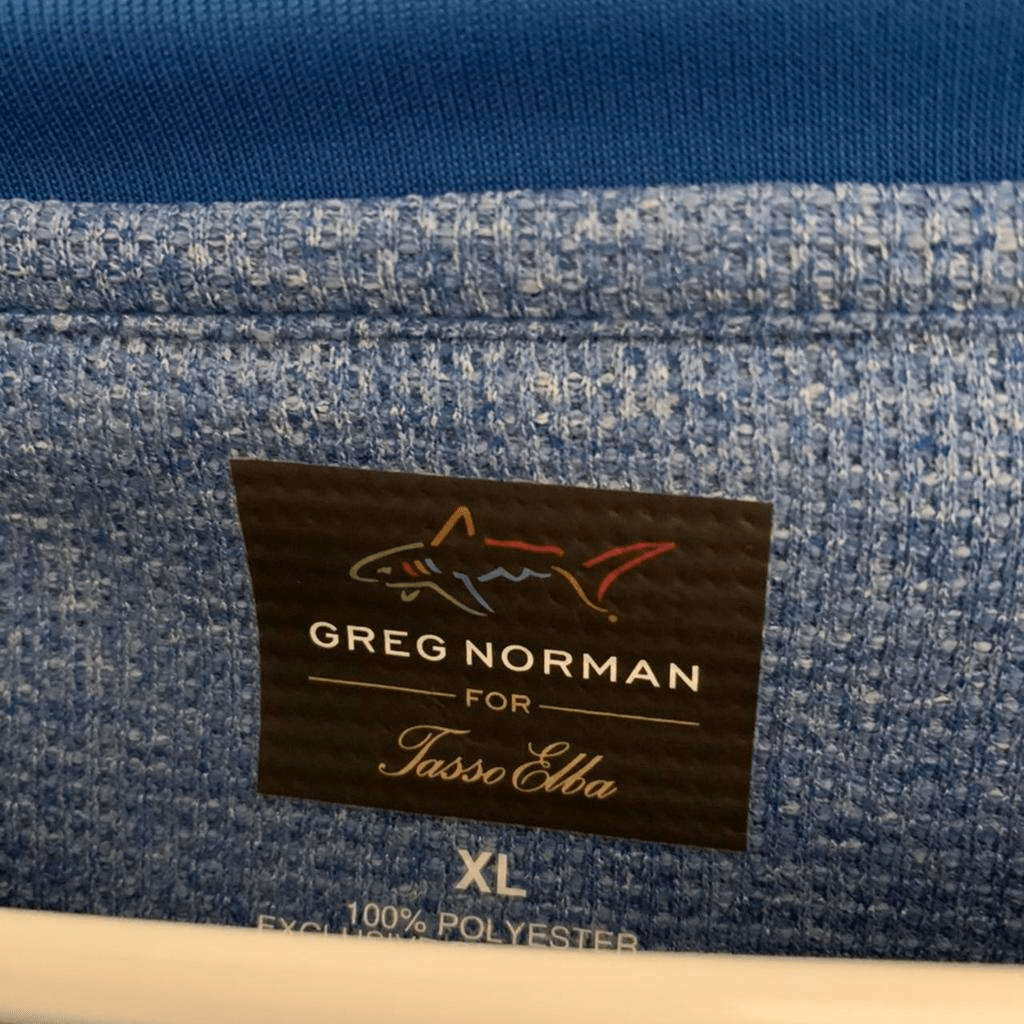 GREG NORMAN
FOR
Tasso Elba
XL
100% POLYESTER